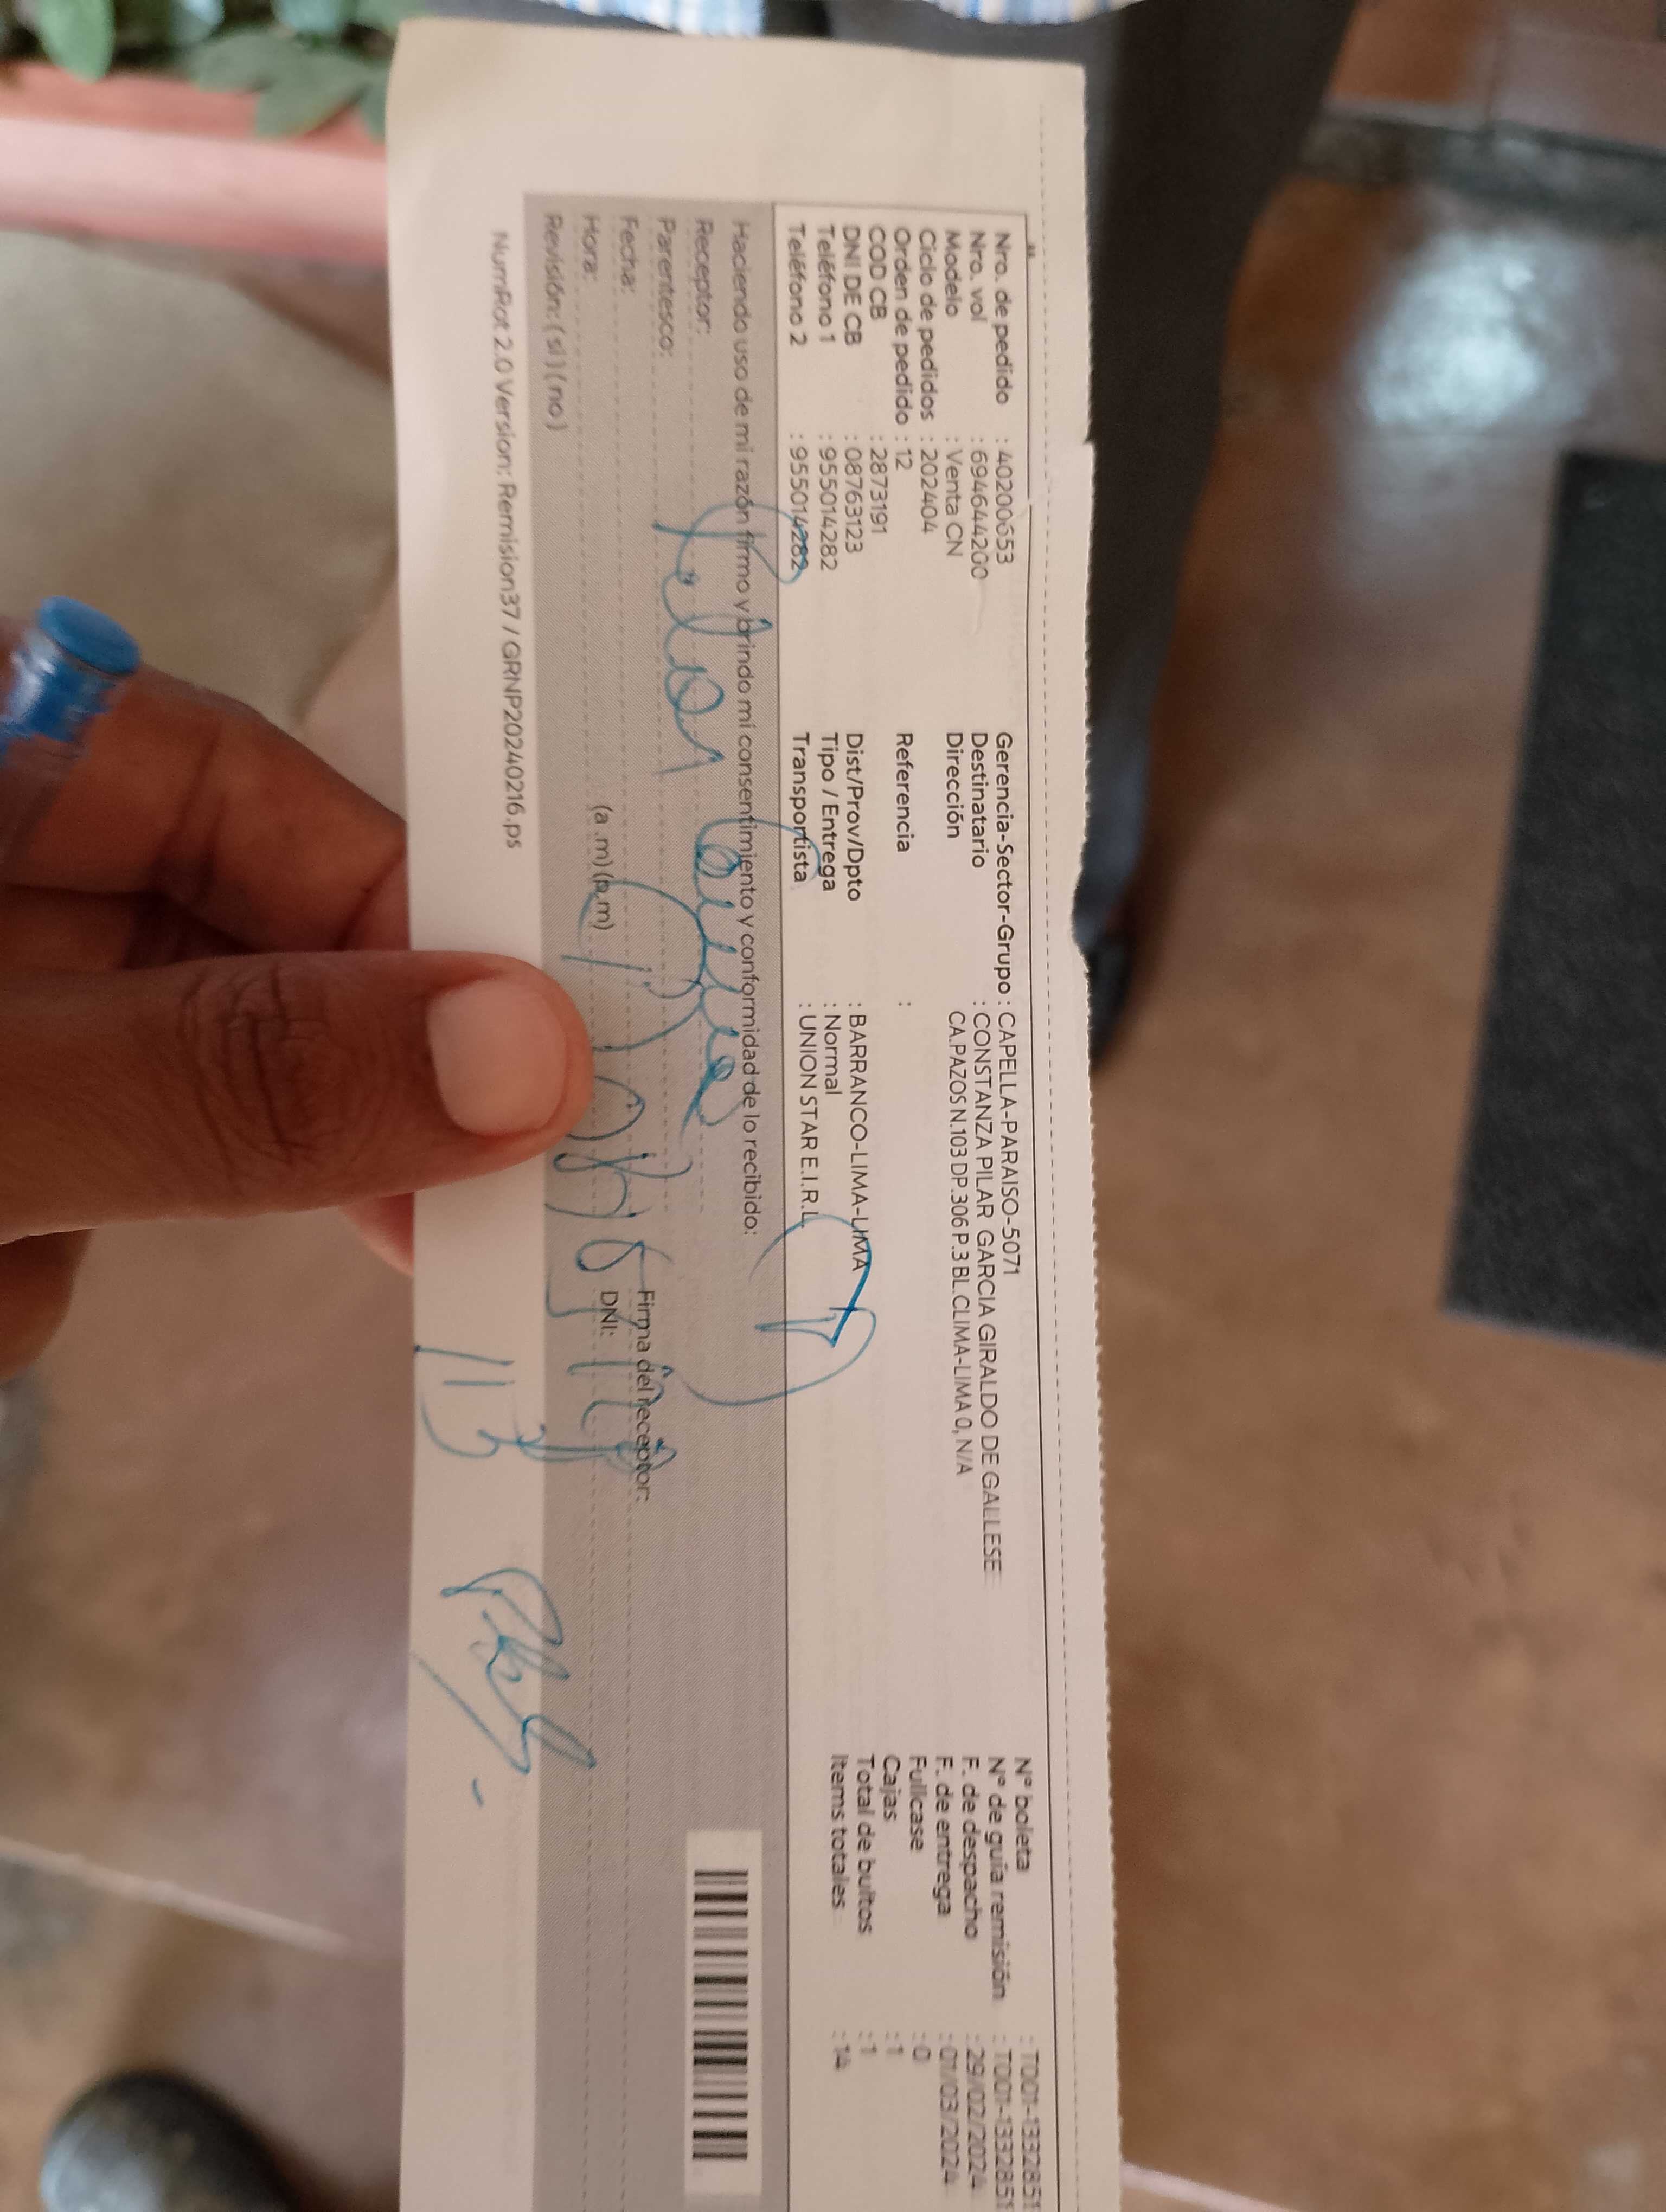 Nro. de pedido : 40200653
Nro. vol : 694644200
Modelo : Venta CN
Ciclo de pedidos : 202404
Orden de pedido : 12
COD CB : 2873191
DNI DE CB : 08763123
Teléfono 1 : 955014282
Teléfono 2 : 955014282
Gerencia-Sector-Grupo : CAPELLA-PARAISO-5071
Destinatario : CONSTANZA PILAR GARCIA GIRALDO DE GALLESE
Dirección CA.PAZOS N.103 DP.306 P.3 BL.CLIMA-LIMA 0, N/A
Referencia :
Dist/Prov/Dpto : BARRANCO-LIMA-LIMA
Tipo / Entrega : Normal
Transportista : UNION STAR E.I.R.L
N° boleta : T001-1332851
N° de guía remisión : T001-1332851
F. de despacho : 29/02/2024
F. de entrega : 01/03/2024
Fullcase : 0
Cajas : 1
Total de bultos : 1
Items totales : 14
Haciendo uso de mi razón firmo y brindo mi consentimiento y conformidad de lo recibido:
Receptor:
Parentesco:
Fecha:
Hora: (a .m) (p.m)
Revisión: ( si ) ( no )
Firma del receptor:
DNI:
NumRot 2.0 Version: Remision37 / GRNP20240216.ps